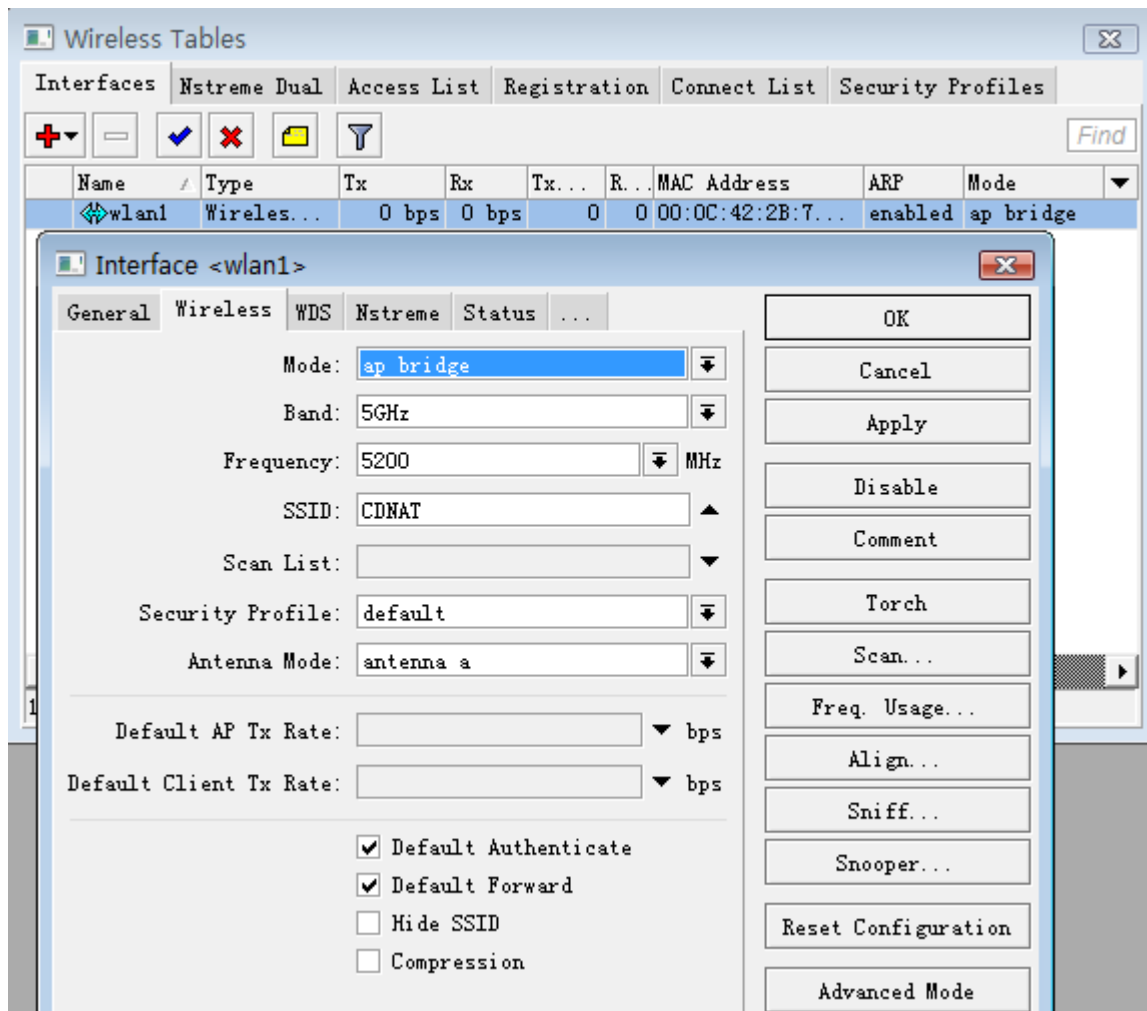 Wireless Tables
Interfaces Nstreme Dual Access List Registration Connect List Security Profiles
Find
Name Type Tx Rx Tx... R... MAC Address ARP Mode
wlan1 Wireles... 0 bps 0 bps 0 0 00:0C:42:2B:7... enabled ap bridge
Interface <wlan1>
General Wireless WDS Nstreme Status ...
OK
Mode: ap bridge
Cancel
Band: 5GHz
Apply
Frequency: 5200 MHz
Disable
SSID: CDNAT
Comment
Scan List:
Torch
Security Profile: default
Scan...
Antenna Mode: antenna a
Freq. Usage...
1
Default AP Tx Rate: bps
Align...
Default Client Tx Rate: bps
Sniff...
Default Authenticate
Snooper...
Default Forward
Hide SSID
Reset Configuration
Compression
Advanced Mode